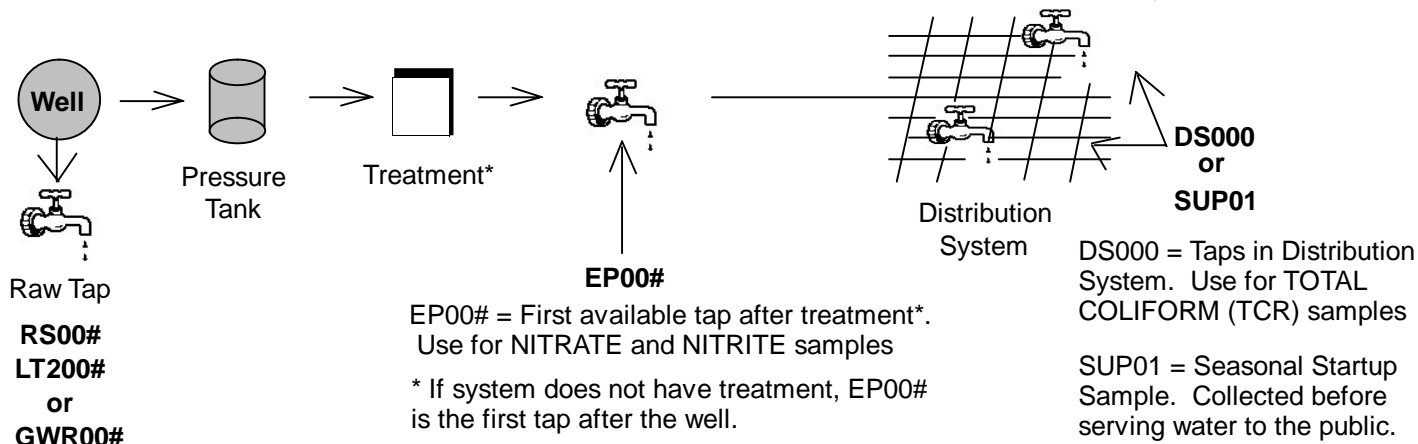 Well
Pressure
Tank
Treatment*
Raw Tap
RS00#
LT200#
or
GWR00#
EP00#
EP00# = First available tap after treatment*.
Use for NITRATE and NITRITE samples
* If system does not have treatment, EP00#
is the first tap after the well.
Distribution
System
DS000
or
SUP01
DS000 = Taps in Distribution
System. Use for TOTAL
COLIFORM (TCR) samples
SUP01 = Seasonal Startup
Sample. Collected before
serving water to the public.